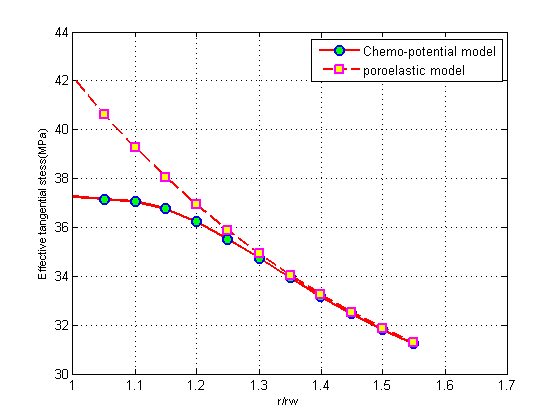 44
42
40
38
36
34
32
30
Effective tangential stess(MPa)
Chemo-potential model
poroelastic model
1 1.1 1.2 1.3 1.4 1.5 1.6 1.7
r/rw